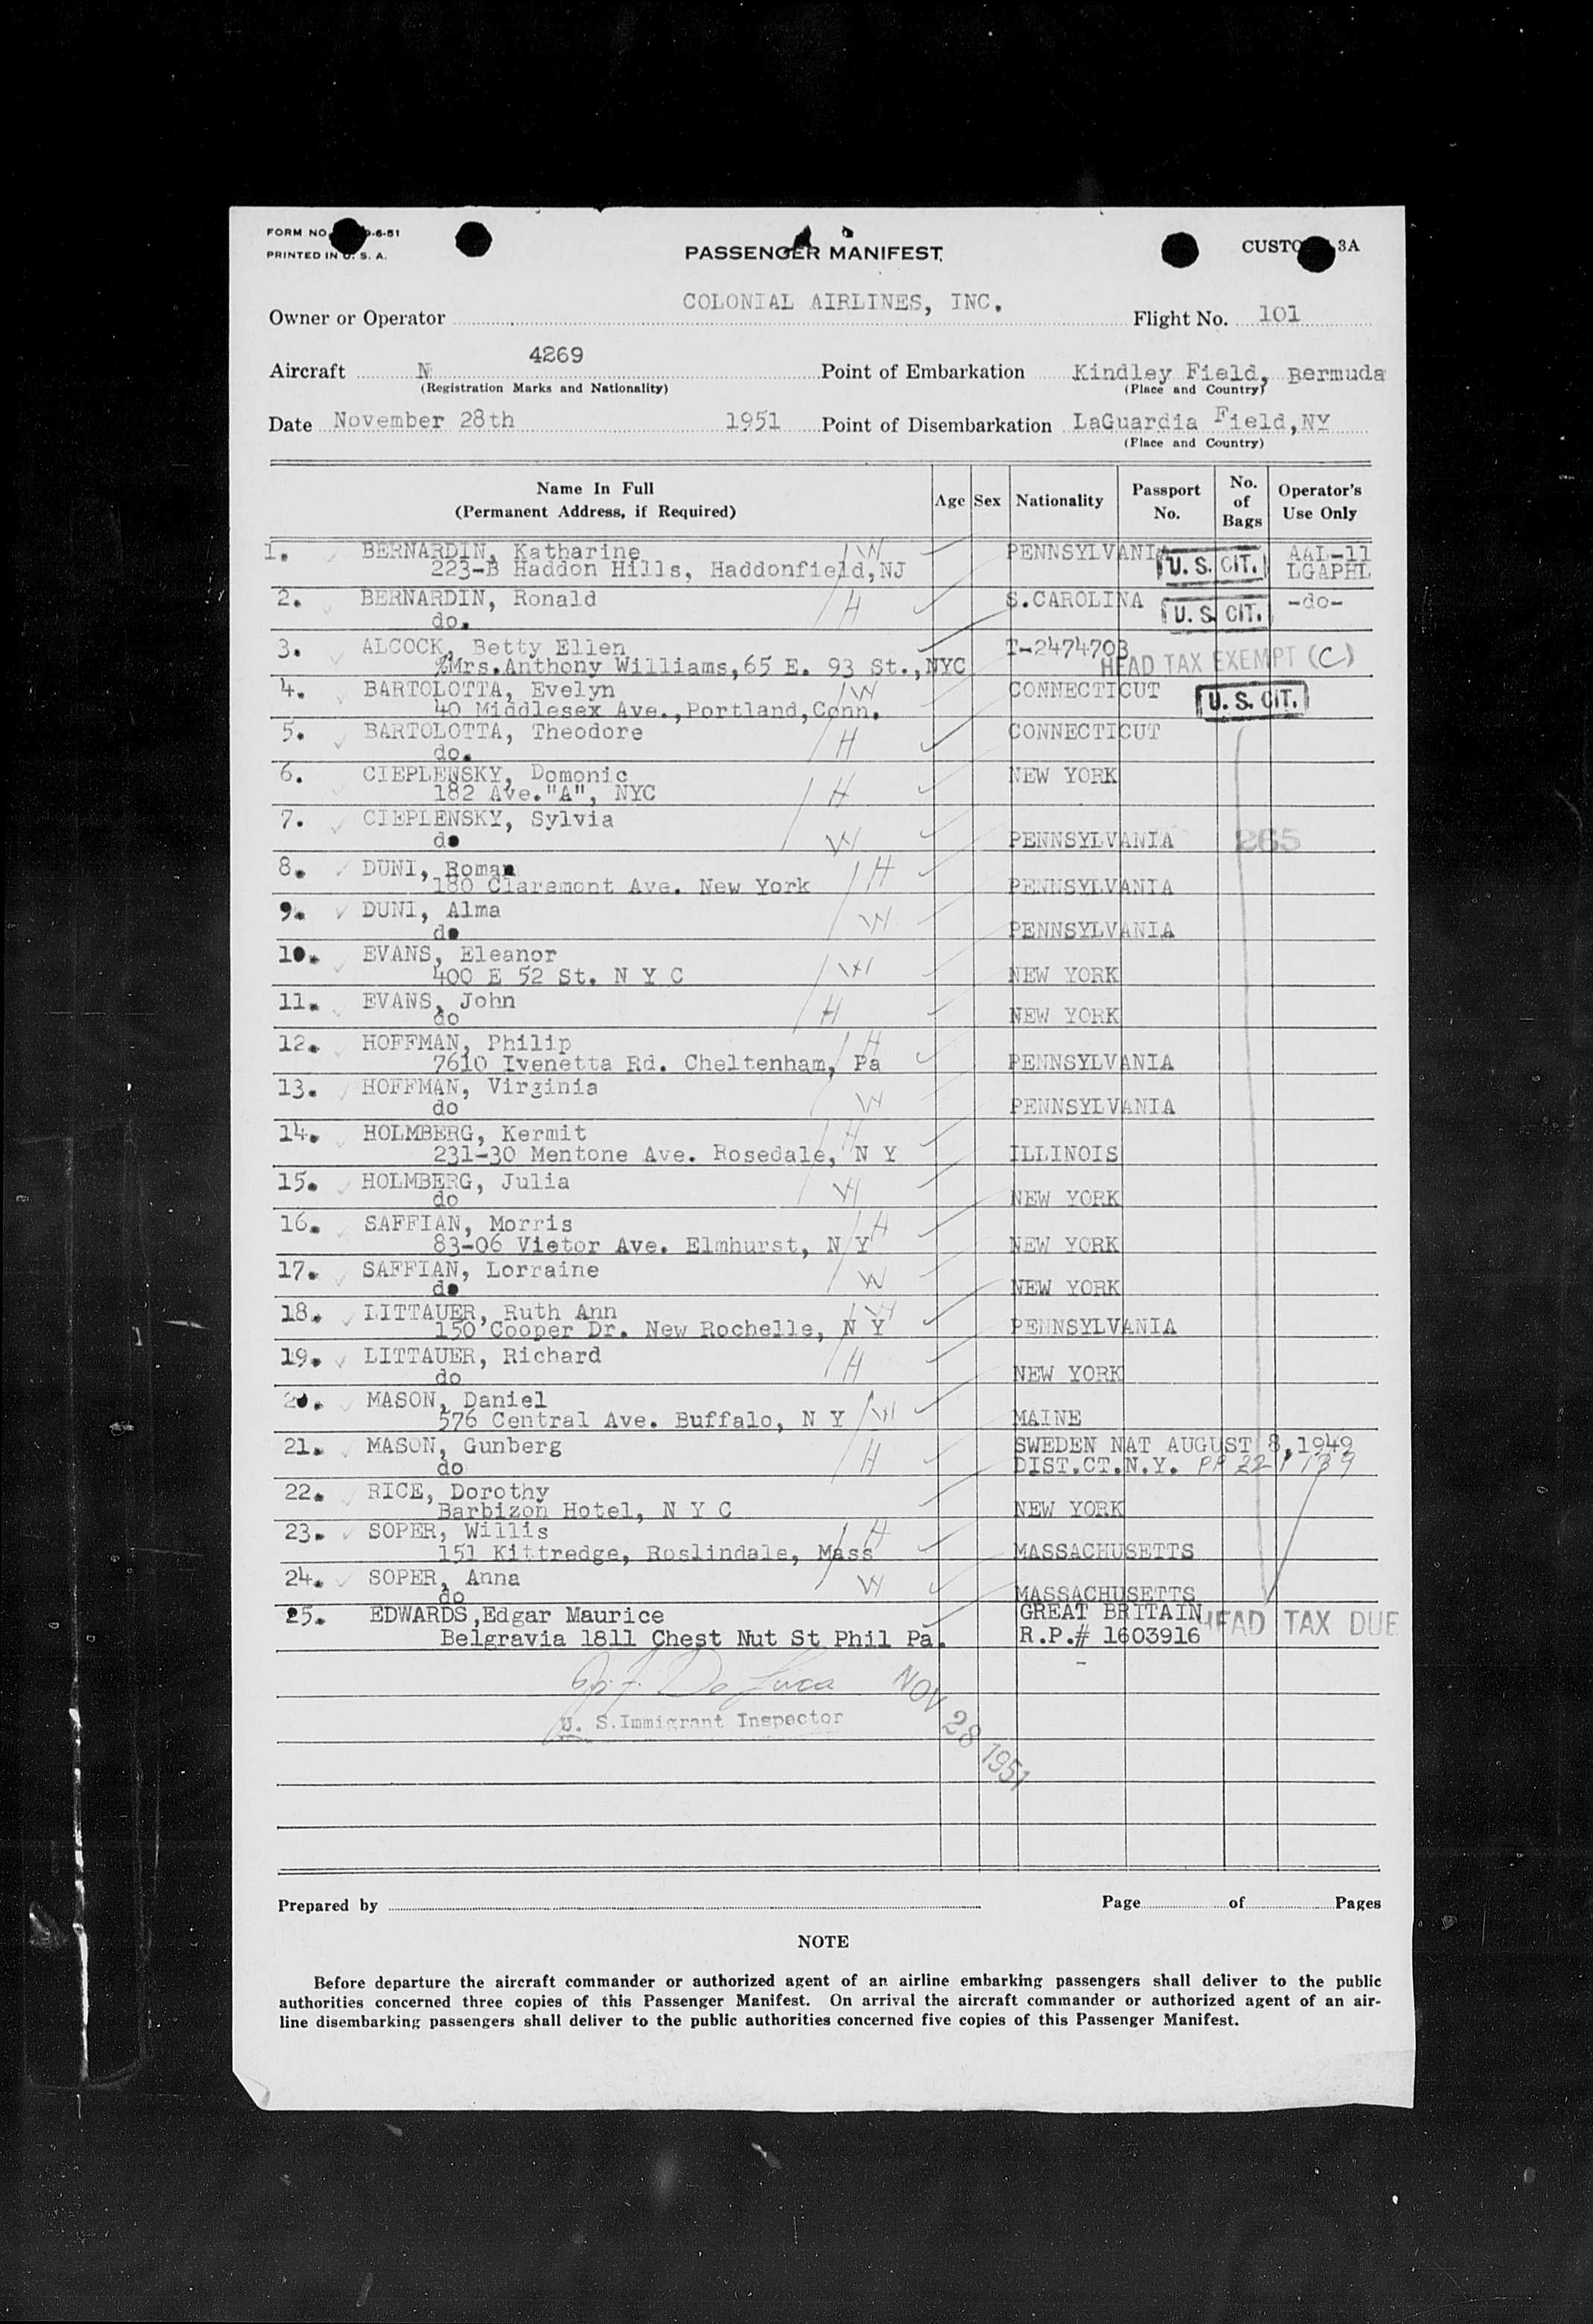 FORM NO. 9-6-51
PRINTED IN U. S. A.
PASSENGER MANIFEST
CUSTO 3A
COLONIAL AIRLINES, INC.
Owner or Operator Flight No. 101
4269
Aircraft N Point of Embarkation Kindley Field, Bermuda
(Registration Marks and Nationality) (Place and Country)
Date November 28th 1951 Point of Disembarkation LaGuardia Field,NY
(Place and Country)
Name In Full (Permanent Address, if Required) Age Sex Nationality Passport No. No. of Bags Operator's Use Only
1. BERNARDIN, Katharine W PENNSYLVANIA U. S. CIT. AAL-11
223-B Haddon Hills, Haddonfield,NJ LGAPHL
2. BERNARDIN, Ronald H S.CAROLINA U. S. CIT. -do-
do.
3. ALCOCK, Betty Ellen T-2474703
%Mrs.Anthony Williams,65 E. 93 St.,NYC HEAD TAX EXEMPT (C)
4. BARTOLOTTA, Evelyn W CONNECTICUT U. S. CIT.
40 Middlesex Ave.,Portland,Conn.
5. BARTOLOTTA, Theodore H CONNECTICUT
do.
6. CIEPLENSKY, Domonic NEW YORK
182 Ave."A", NYC H
7. CIEPLENSKY, Sylvia
do W PENNSYLVANIA 265
8. DUNI, Roman H
180 Claremont Ave. New York PENNSYLVANIA
9. DUNI, Alma W
do PENNSYLVANIA
10. EVANS, Eleanor W
400 E 52 St. N Y C NEW YORK
11. EVANS, John H
do NEW YORK
12. HOFFMAN, Philip H
7610 Ivenetta Rd. Cheltenham, Pa PENNSYLVANIA
13. HOFFMAN, Virginia W
do PENNSYLVANIA
14. HOLMBERG, Kermit H
231-30 Mentone Ave. Rosedale, N Y ILLINOIS
15. HOLMBERG, Julia W
do NEW YORK
16. SAFFIAN, Morris H
83-06 Vietor Ave. Elmhurst, N Y NEW YORK
17. SAFFIAN, Lorraine W
do NEW YORK
18. LITTAUER, Ruth Ann W
150 Cooper Dr. New Rochelle, N Y PENNSYLVANIA
19. LITTAUER, Richard H
do NEW YORK
20. MASON, Daniel
576 Central Ave. Buffalo, N Y W MAINE
21. MASON, Gunberg H SWEDEN NAT AUGUST 8,1949
do DIST.CT.N.Y. PP
22. RICE, Dorothy
Barbizon Hotel, N Y C NEW YORK
23. SOPER, Willis H
151 Kittredge, Roslindale, Mass MASSACHUSETTS
24. SOPER, Anna W
do MASSACHUSETTS
25. EDWARDS,Edgar Maurice GREAT BRITAIN HEAD TAX DUE
Belgravia 1811 Chest Nut St Phil Pa. R.P.# 1603916
De Luca
U. S.Immigrant Inspector
NOV 28 1951
Prepared by Page of Pages
NOTE
Before departure the aircraft commander or authorized agent of an airline embarking passengers shall deliver to the public
authorities concerned three copies of this Passenger Manifest. On arrival the aircraft commander or authorized agent of an air-
line disembarking passengers shall deliver to the public authorities concerned five copies of this Passenger Manifest.